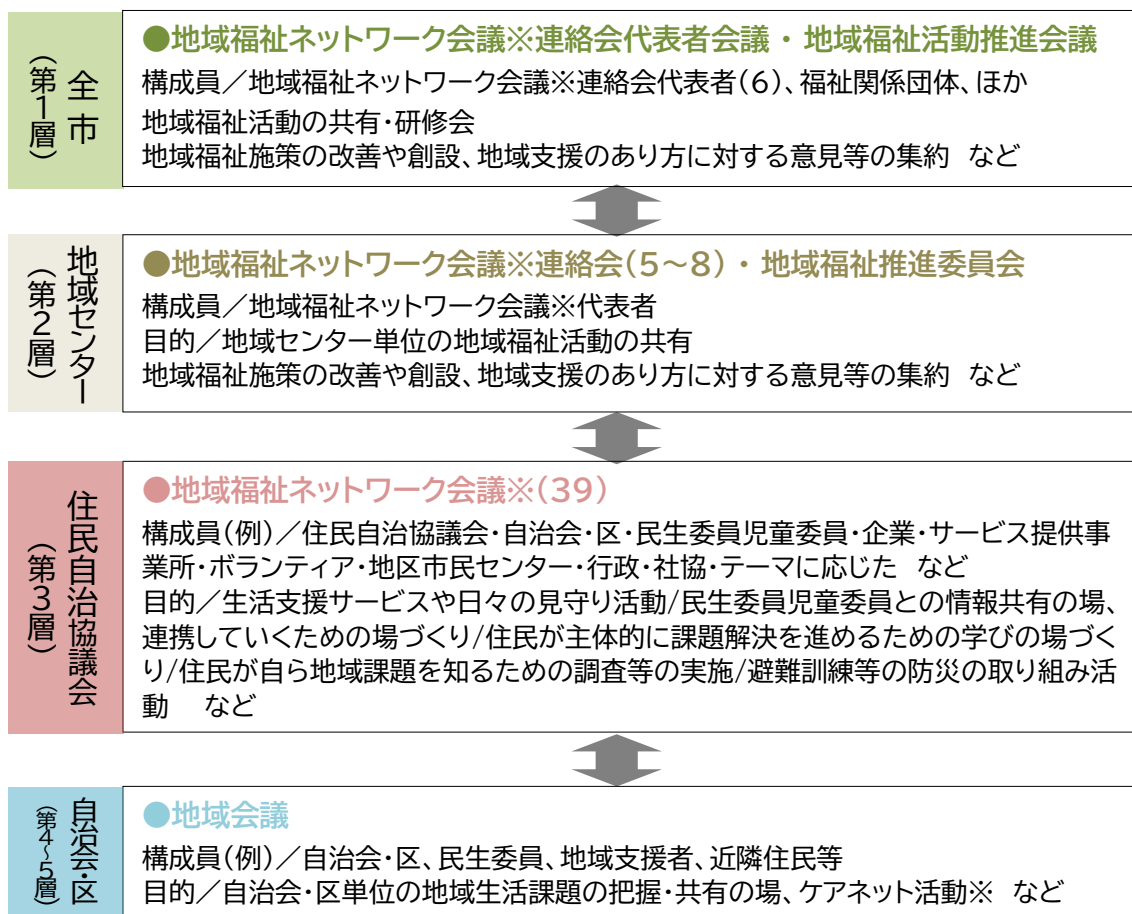 全市
（第１層）
●地域福祉ネットワーク会議※連絡会代表者会議・地域福祉活動推進会議
構成員／地域福祉ネットワーク会議※連絡会代表者(６)、福祉関係団体、ほか
地域福祉活動の共有・研修会
地域福祉施策の改善や創設、地域支援のあり方に対する意見等の集約　など
地域センター
（第２層）
●地域福祉ネットワーク会議※連絡会(５～８)・地域福祉推進委員会
構成員／地域福祉ネットワーク会議※代表者
目的／地域センター単位の地域福祉活動の共有
地域福祉施策の改善や創設、地域支援のあり方に対する意見等の集約　など
住民自治協議会
（第３層）
●地域福祉ネットワーク会議※(39)
構成員(例)／住民自治協議会・自治会・区・民生委員児童委員・企業・サービス提供事
業所・ボランティア・地区市民センター・行政・社協・テーマに応じた　など
目的／生活支援サービスや日々の見守り活動/民生委員児童委員との情報共有の場、
連携していくための場づくり/住民が主体的に課題解決を進めるための学びの場づく
り/住民が自ら地域課題を知るための調査等の実施/避難訓練等の防災の取り組み活
動　など
自治会・区
（第４～５層）
●地域会議
構成員(例)／自治会・区、民生委員、地域支援者、近隣住民等
目的／自治会・区単位の地域生活課題の把握・共有の場、ケアネット活動※　など